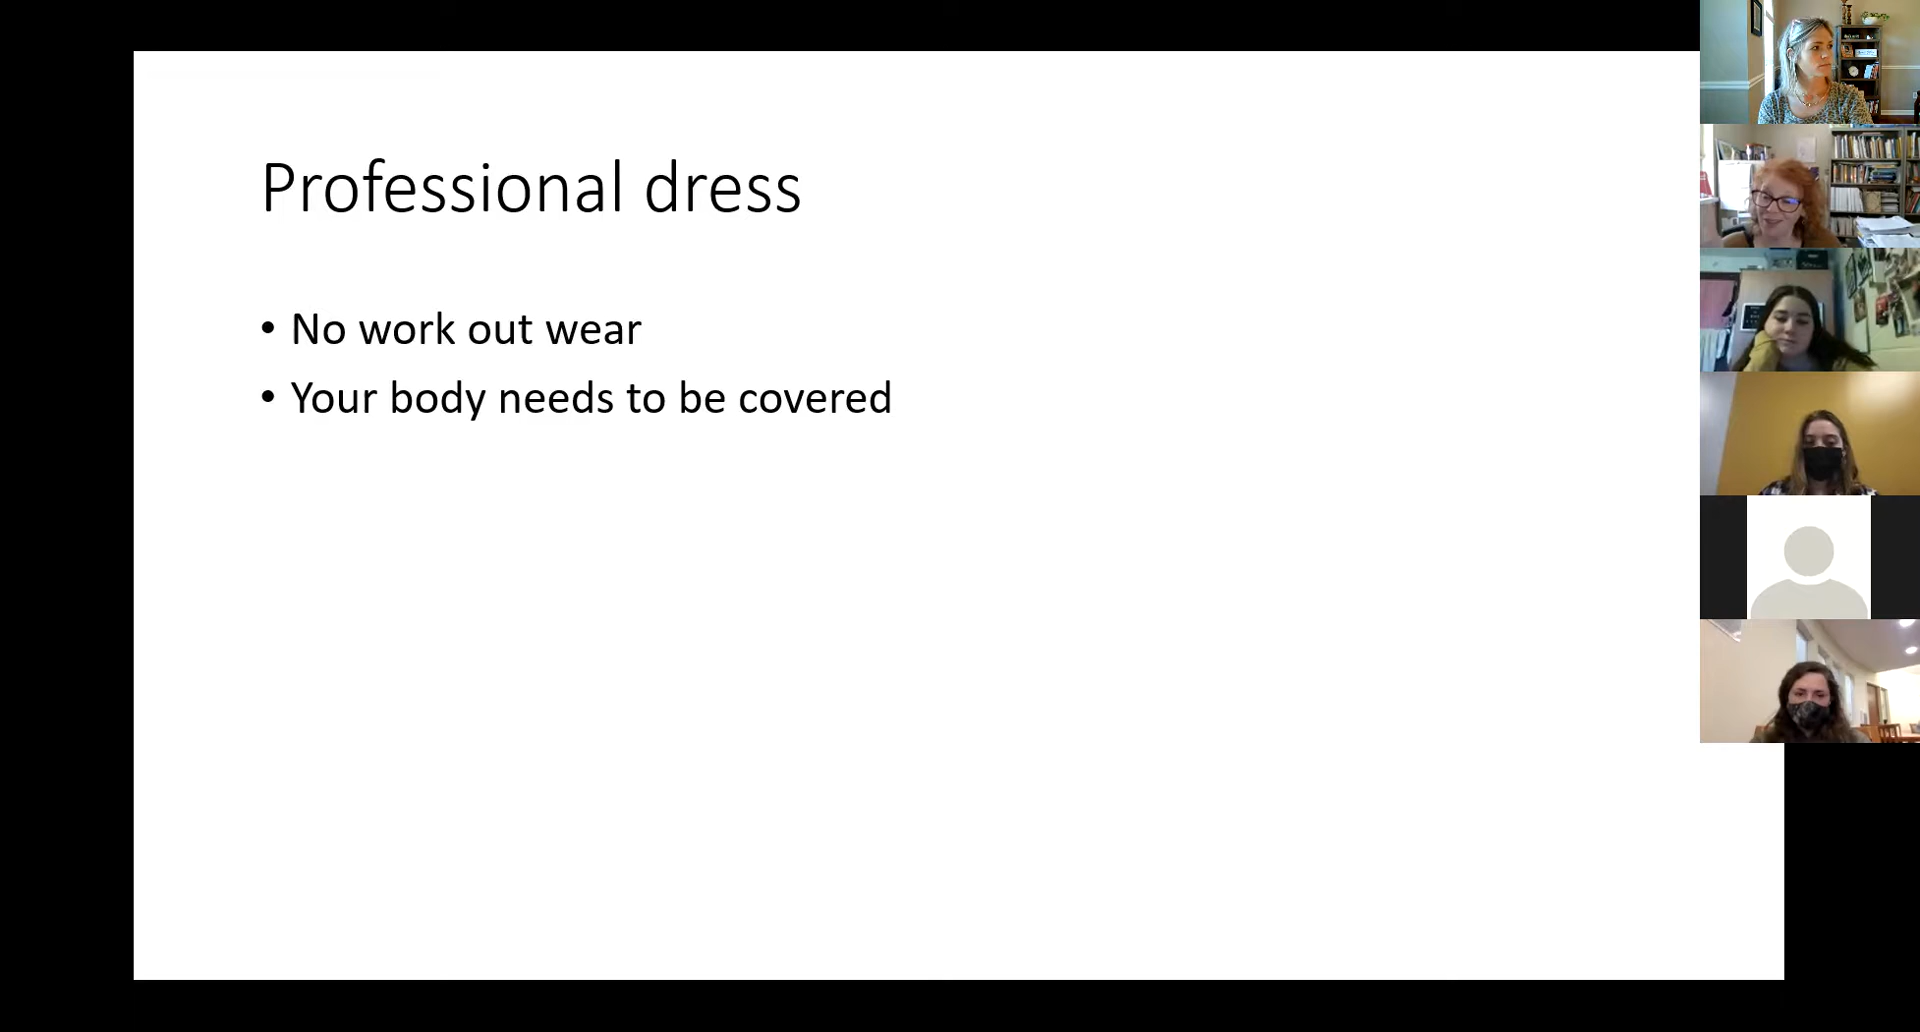 Professional dress
• No work out wear
• Your body needs to be covered